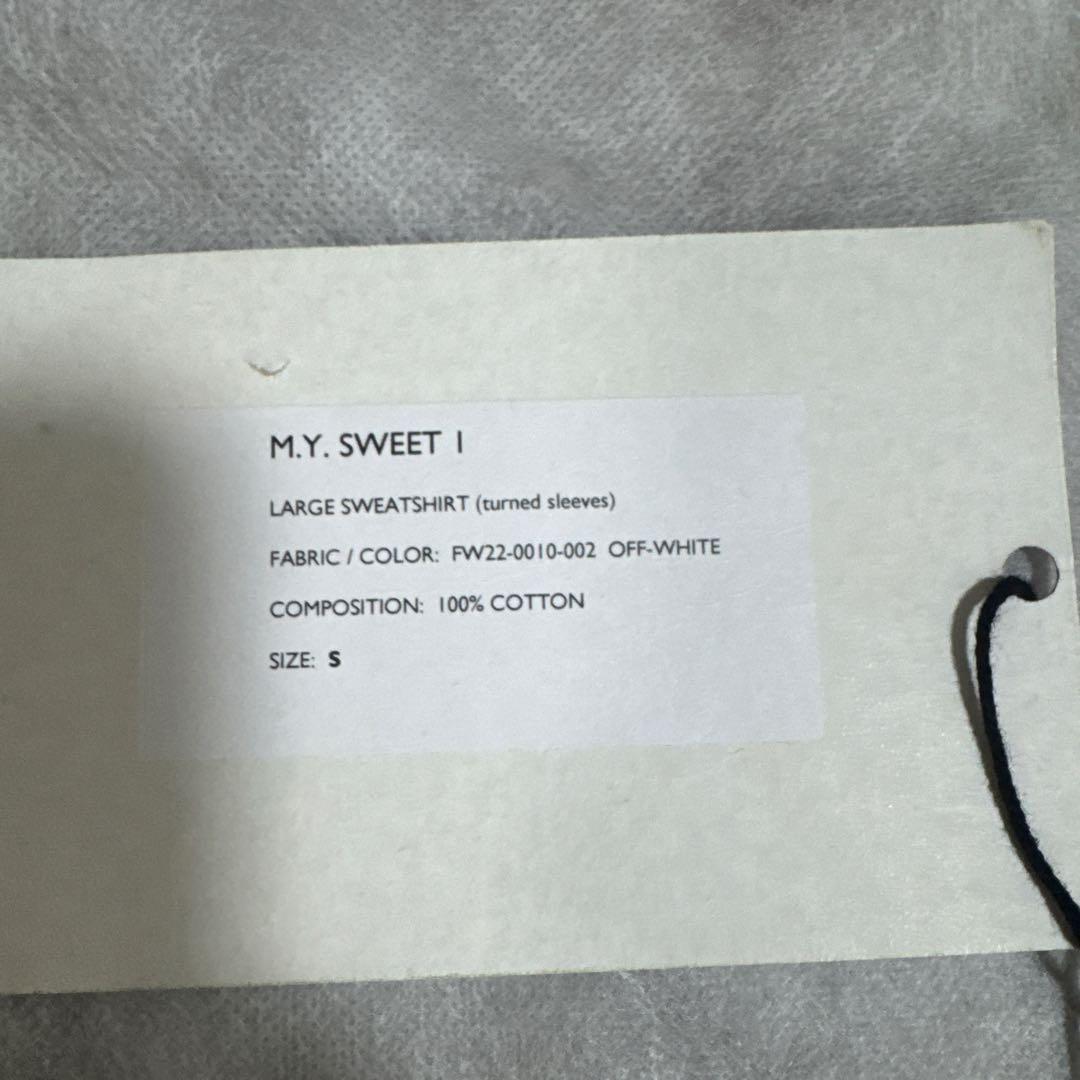 M.Y. SWEET 1
LARGE SWEATSHIRT (turned sleeves)
FABRIC / COLOR: FW22-0010-002 OFF-WHITE
COMPOSITION: 100% COTTON
SIZE: S